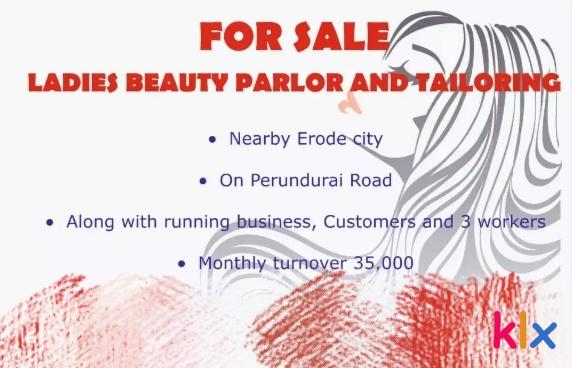 FOR SALE
LADIES BEAUTY PARLOR AND TAILORING
• Nearby Erode city
• On Perundurai Road
• Along with running business, Customers and 3 workers
• Monthly turnover 35,000
klx